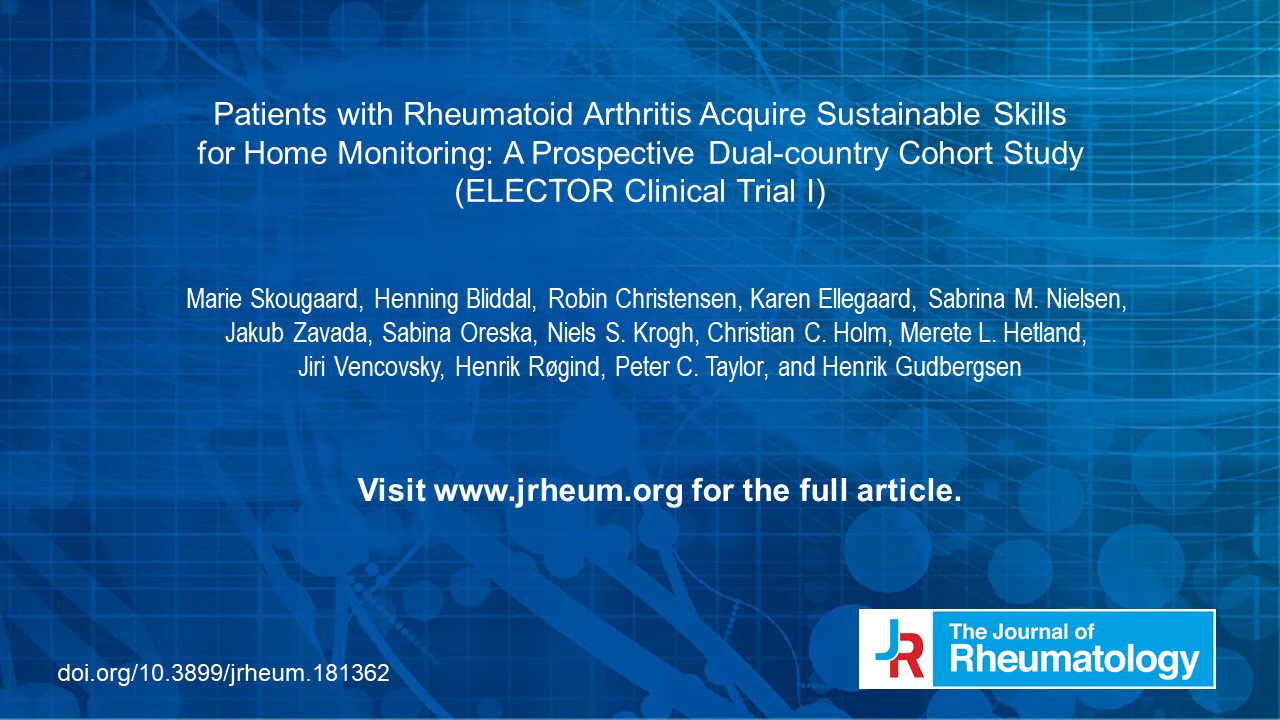 Patients with Rheumatoid Arthritis Acquire Sustainable Skills
for Home Monitoring: A Prospective Dual-country Cohort Study
(ELECTOR Clinical Trial I)
Marie Skougaard, Henning Bliddal, Robin Christensen, Karen Ellegaard, Sabrina M. Nielsen,
Jakub Zavada, Sabina Oreska, Niels S. Krogh, Christian C. Holm, Merete L. Hetland,
Jiri Vencovsky, Henrik Røgind, Peter C. Taylor, and Henrik Gudbergsen
Visit www.jrheum.org for the full article.
doi.org/10.3899/jrheum.181362
JR
The Journal of
Rheumatology